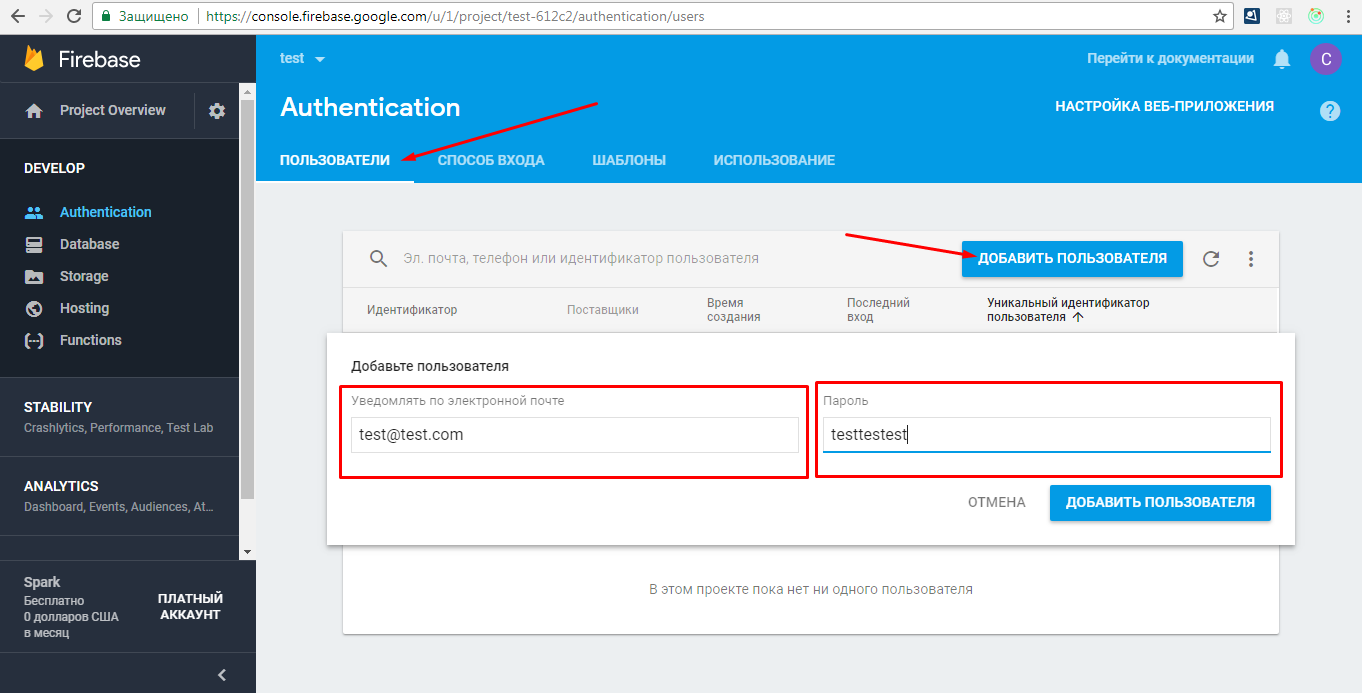 Защищено
https://console.firebase.google.com/u/1/project/test-612c2/authentication/users
Firebase
Project Overview
DEVELOP
Authentication
Database
Storage
Hosting
Functions
STABILITY
Crashlytics, Performance, Test Lab
ANALYTICS
Dashboard, Events, Audiences, At...
Spark
Бесплатно
0 долларов США
в месяц
ПЛАТНЫЙ
АККАУНТ
test
Перейти к документации
C
Authentication
НАСТРОЙКА ВЕБ-ПРИЛОЖЕНИЯ
?
ПОЛЬЗОВАТЕЛИ СПОСОБ ВХОДА ШАБЛОНЫ ИСПОЛЬЗОВАНИЕ
Эл. почта, телефон или идентификатор пользователя
ДОБАВИТЬ ПОЛЬЗОВАТЕЛЯ
Идентификатор
Поставщики
Время
создания
Последний
вход
Уникальный идентификатор
пользователя
Добавьте пользователя
Уведомлять по электронной почте
test@test.com
Пароль
testtestest
ОТМЕНА
ДОБАВИТЬ ПОЛЬЗОВАТЕЛЯ
В этом проекте пока нет ни одного пользователя